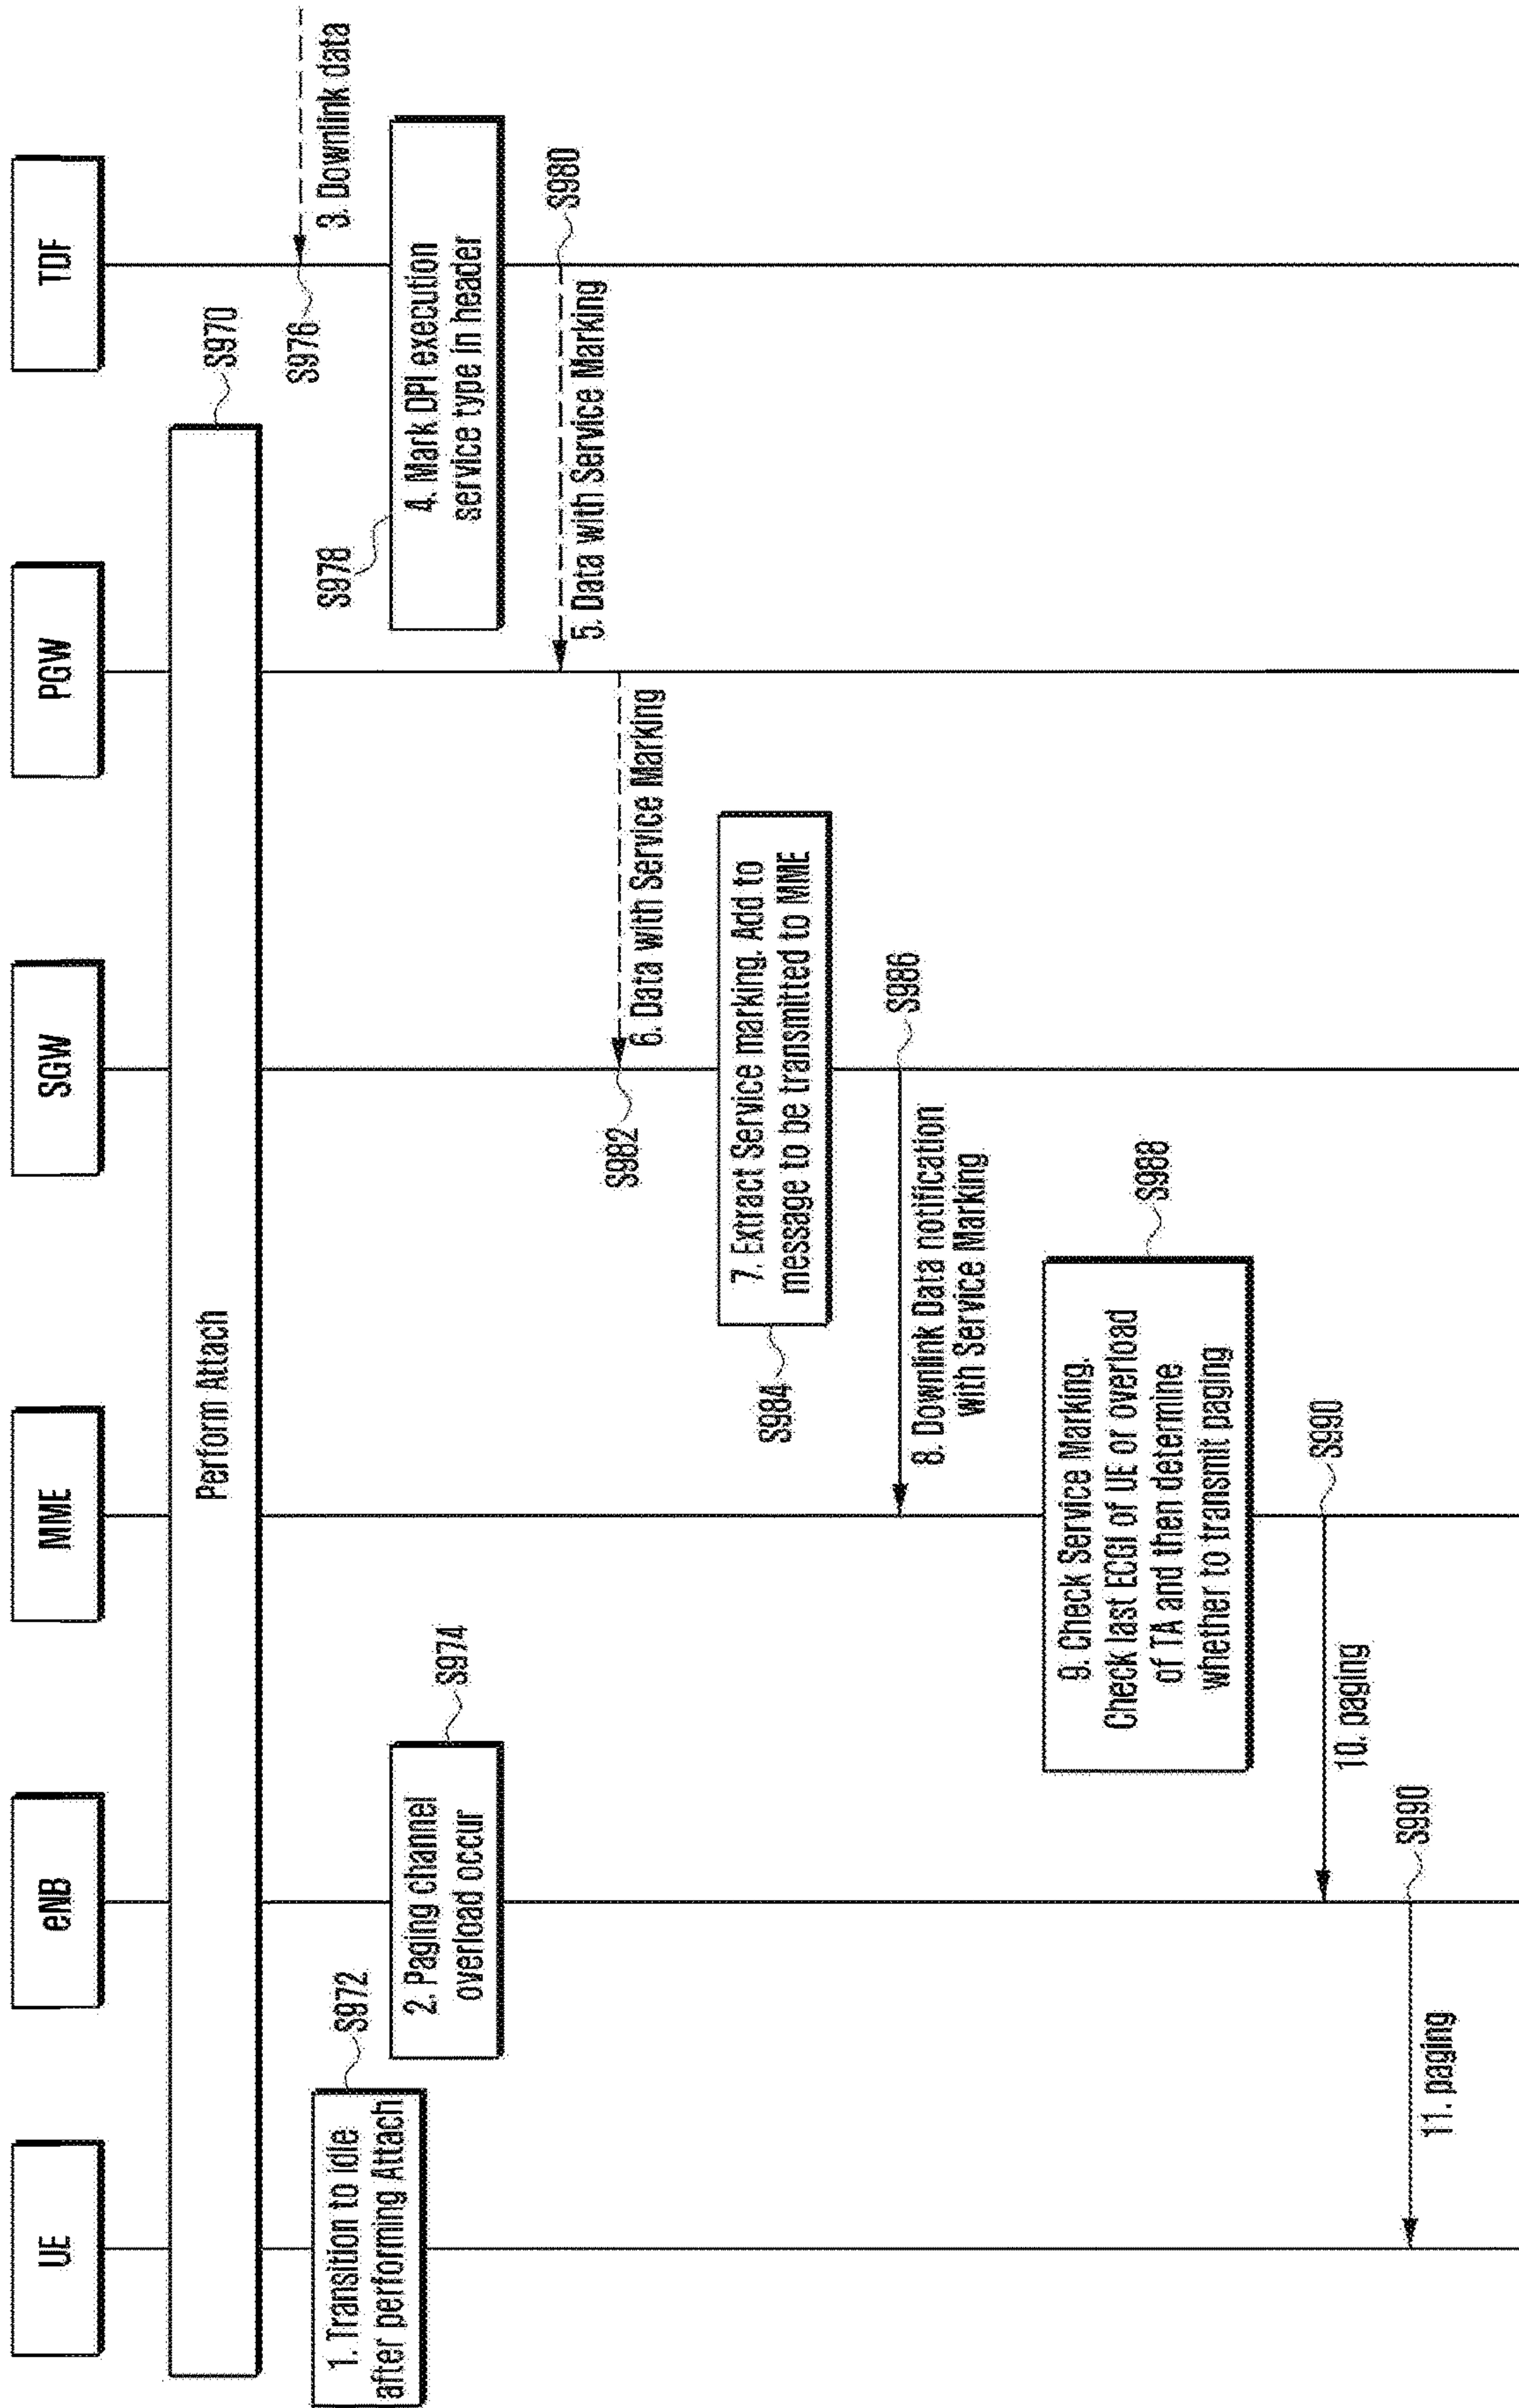 UE
eNB
MME
SGW
PGW
TDF
Perform Attach
S970
1. Transition to idle
after performing Attach
S972
2. Paging channel
overload occur
S974
3. Downlink data
S976
4. Mark DPI execution
service type in header
S978
5. Data with Service Marking
S980
6. Data with Service Marking
S982
7. Extract Service marking. Add to
message to be transmitted to MME
S984
8. Downlink Data notification
with Service Marking
S986
9. Check Service Marking.
Check last ECGI of UE or overload
of TA and then determine
whether to transmit paging
S988
10. paging
S990
11. paging
S990